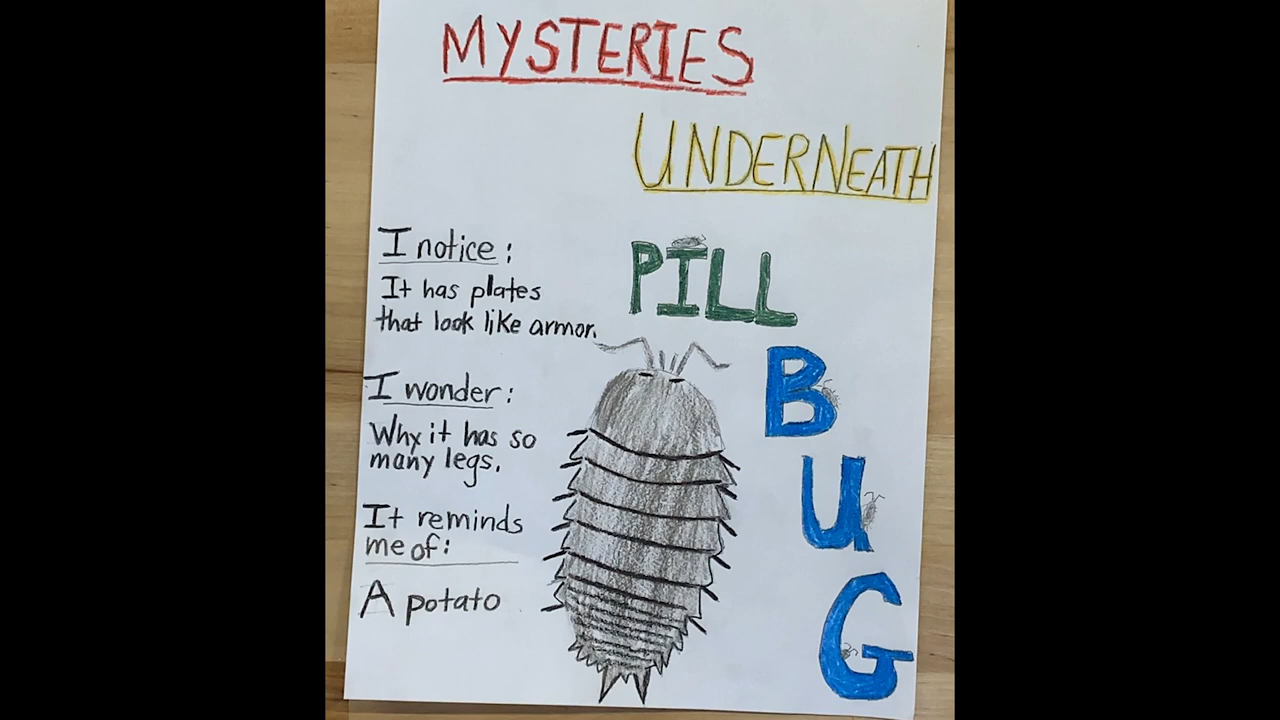 MYSTERIES
UNDERNEATH
I notice:
It has plates
that look like armor.
PILL
BUG
I wonder:
Why it has so
many legs.
It reminds
me of:
A potato